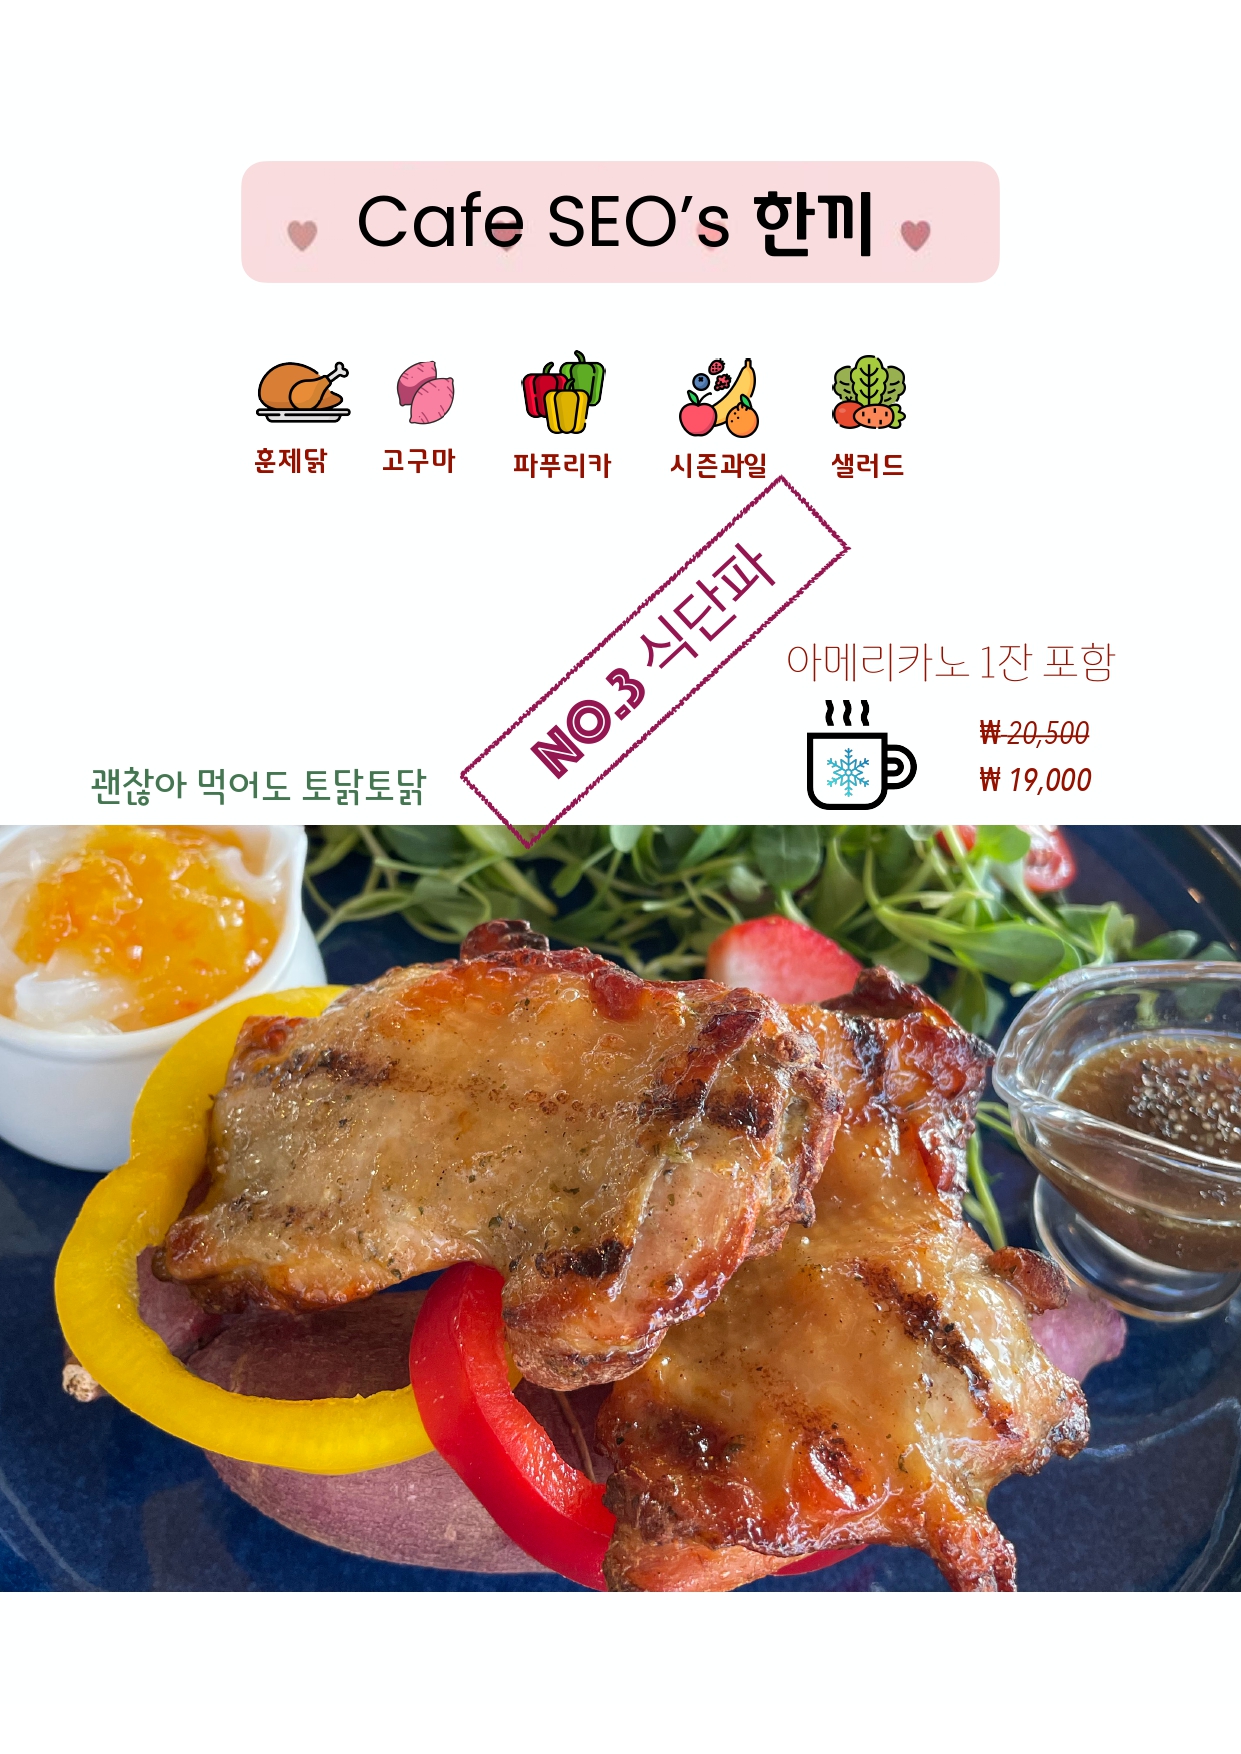 Cafe SEO’s 한끼
훈제닭 고구마 파푸리카 시즌과일 샐러드
NO.3 식단파
아메리카노 1잔 포함
₩ 20,500
₩ 19,000
괜찮아 먹어도 토닭토닭